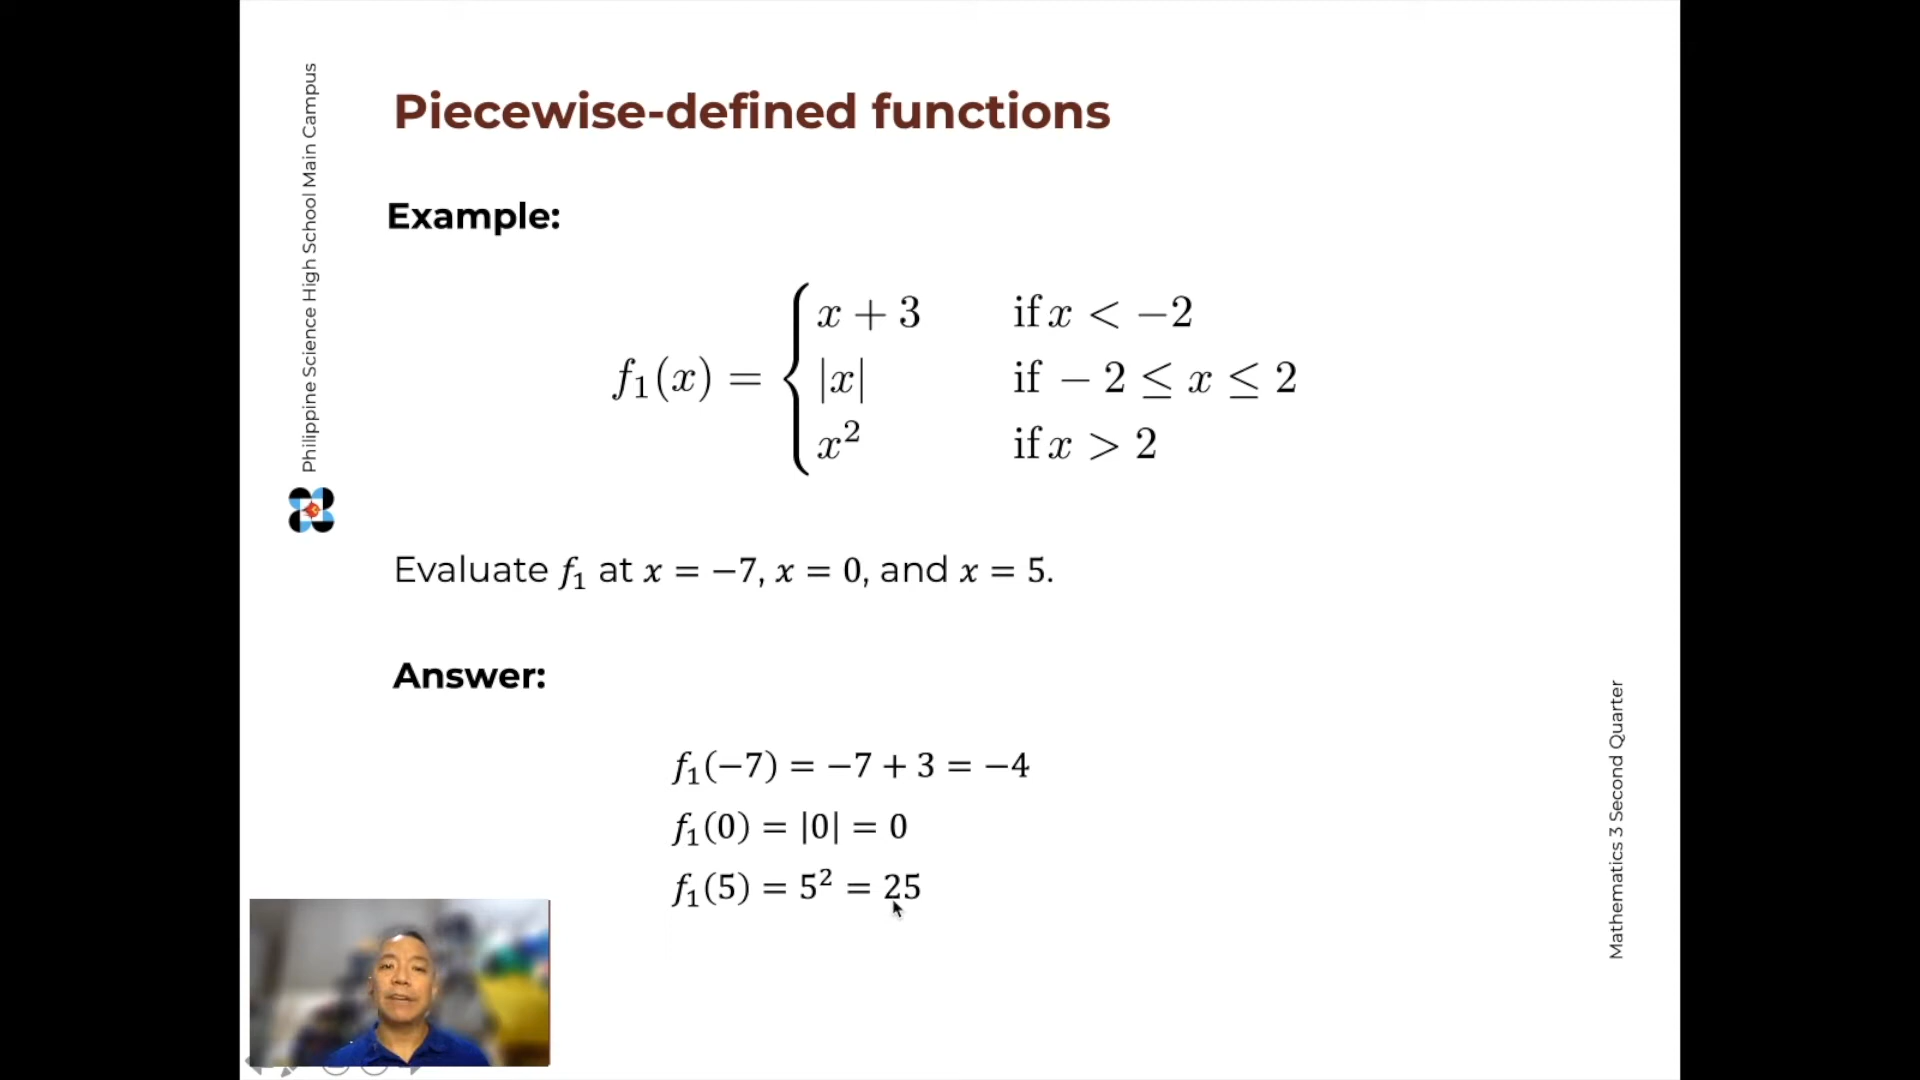 Philippine Science High School Main Campus
Piecewise-defined functions
Example:
f₁(x) = { x + 3 if x < −2
|x| if − 2 ≤ x ≤ 2
x² if x > 2
Evaluate f₁ at x = −7, x = 0, and x = 5.
Answer:
f₁(−7) = −7 + 3 = −4
f₁(0) = |0| = 0
f₁(5) = 5² = 25
Mathematics 3 Second Quarter